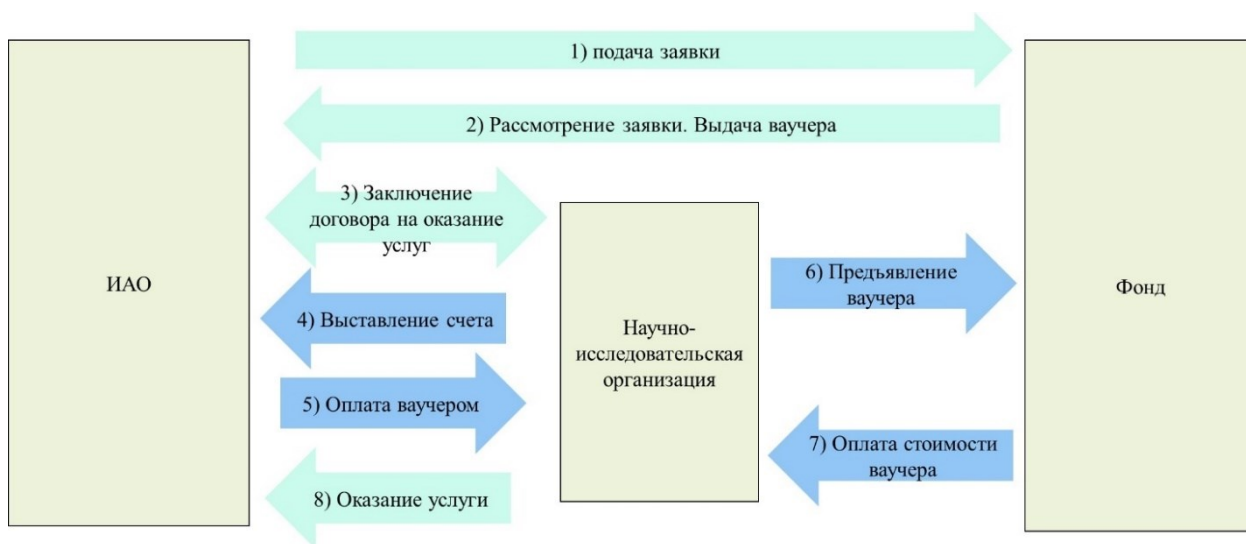 1) подача заявки
2) Рассмотрение заявки. Выдача ваучера
3) Заключение
договора на оказание
услуг
ИАО
4) Выставление счета
5) Оплата ваучером
8) Оказание услуги
Научно-
исследовательская
организация
6) Предъявление
ваучера
7) Оплата стоимости
ваучера
Фонд